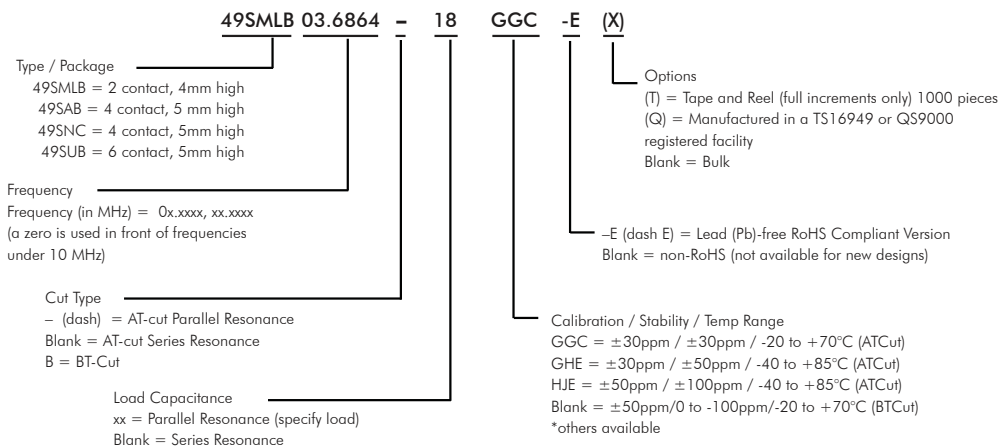 49SMLB 03.6864 – 18 GGC -E (X)
Type / Package
49SMLB = 2 contact, 4mm high
49SAB = 4 contact, 5 mm high
49SNC = 4 contact, 5mm high
49SUB = 6 contact, 5mm high
Frequency
Frequency (in MHz) = 0x.xxxx, xx.xxxx
(a zero is used in front of frequencies
under 10 MHz)
Cut Type
– (dash) = AT-cut Parallel Resonance
Blank = AT-cut Series Resonance
B = BT-Cut
Load Capacitance
xx = Parallel Resonance (specify load)
Blank = Series Resonance
Options
(T) = Tape and Reel (full increments only) 1000 pieces
(Q) = Manufactured in a TS16949 or QS9000
registered facility
Blank = Bulk
–E (dash E) = Lead (Pb)-free RoHS Compliant Version
Blank = non-RoHS (not available for new designs)
Calibration / Stability / Temp Range
GGC = ±30ppm / ±30ppm / -20 to +70°C (ATCut)
GHE = ±30ppm / ±50ppm / -40 to +85°C (ATCut)
HJE = ±50ppm / ±100ppm / -40 to +85°C (ATCut)
Blank = ±50ppm/0 to -100ppm/-20 to +70°C (BTCut)
*others available